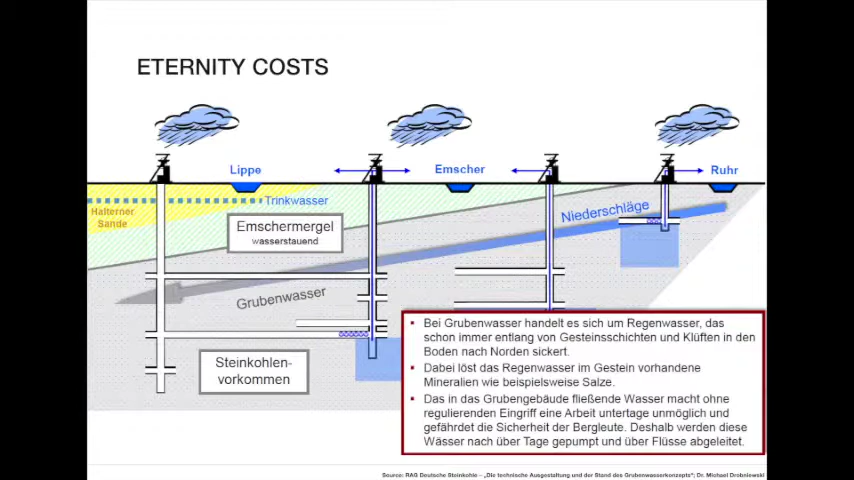 ETERNITY COSTS
Lippe
Emscher
Ruhr
Trinkwasser
Halterner
Sande
Emschermergel
wasserstauend
Niederschläge
Grubenwasser
Steinkohlen-
vorkommen
▪ Bei Grubenwasser handelt es sich um Regenwasser, das
schon immer entlang von Gesteinsschichten und Klüften in den
Boden nach Norden sickert.
▪ Dabei löst das Regenwasser im Gestein vorhandene
Mineralien wie beispielsweise Salze.
▪ Das in das Grubengebäude fließende Wasser macht ohne
regulierenden Eingriff eine Arbeit untertage unmöglich und
gefährdet die Sicherheit der Bergleute. Deshalb werden diese
Wässer nach über Tage gepumpt und über Flüsse abgeleitet.
Source: RAG Deutsche Steinkohle – „Die technische Ausgestaltung und der Stand des Grubenwasserkonzepts“; Dr. Michael Drobniewski